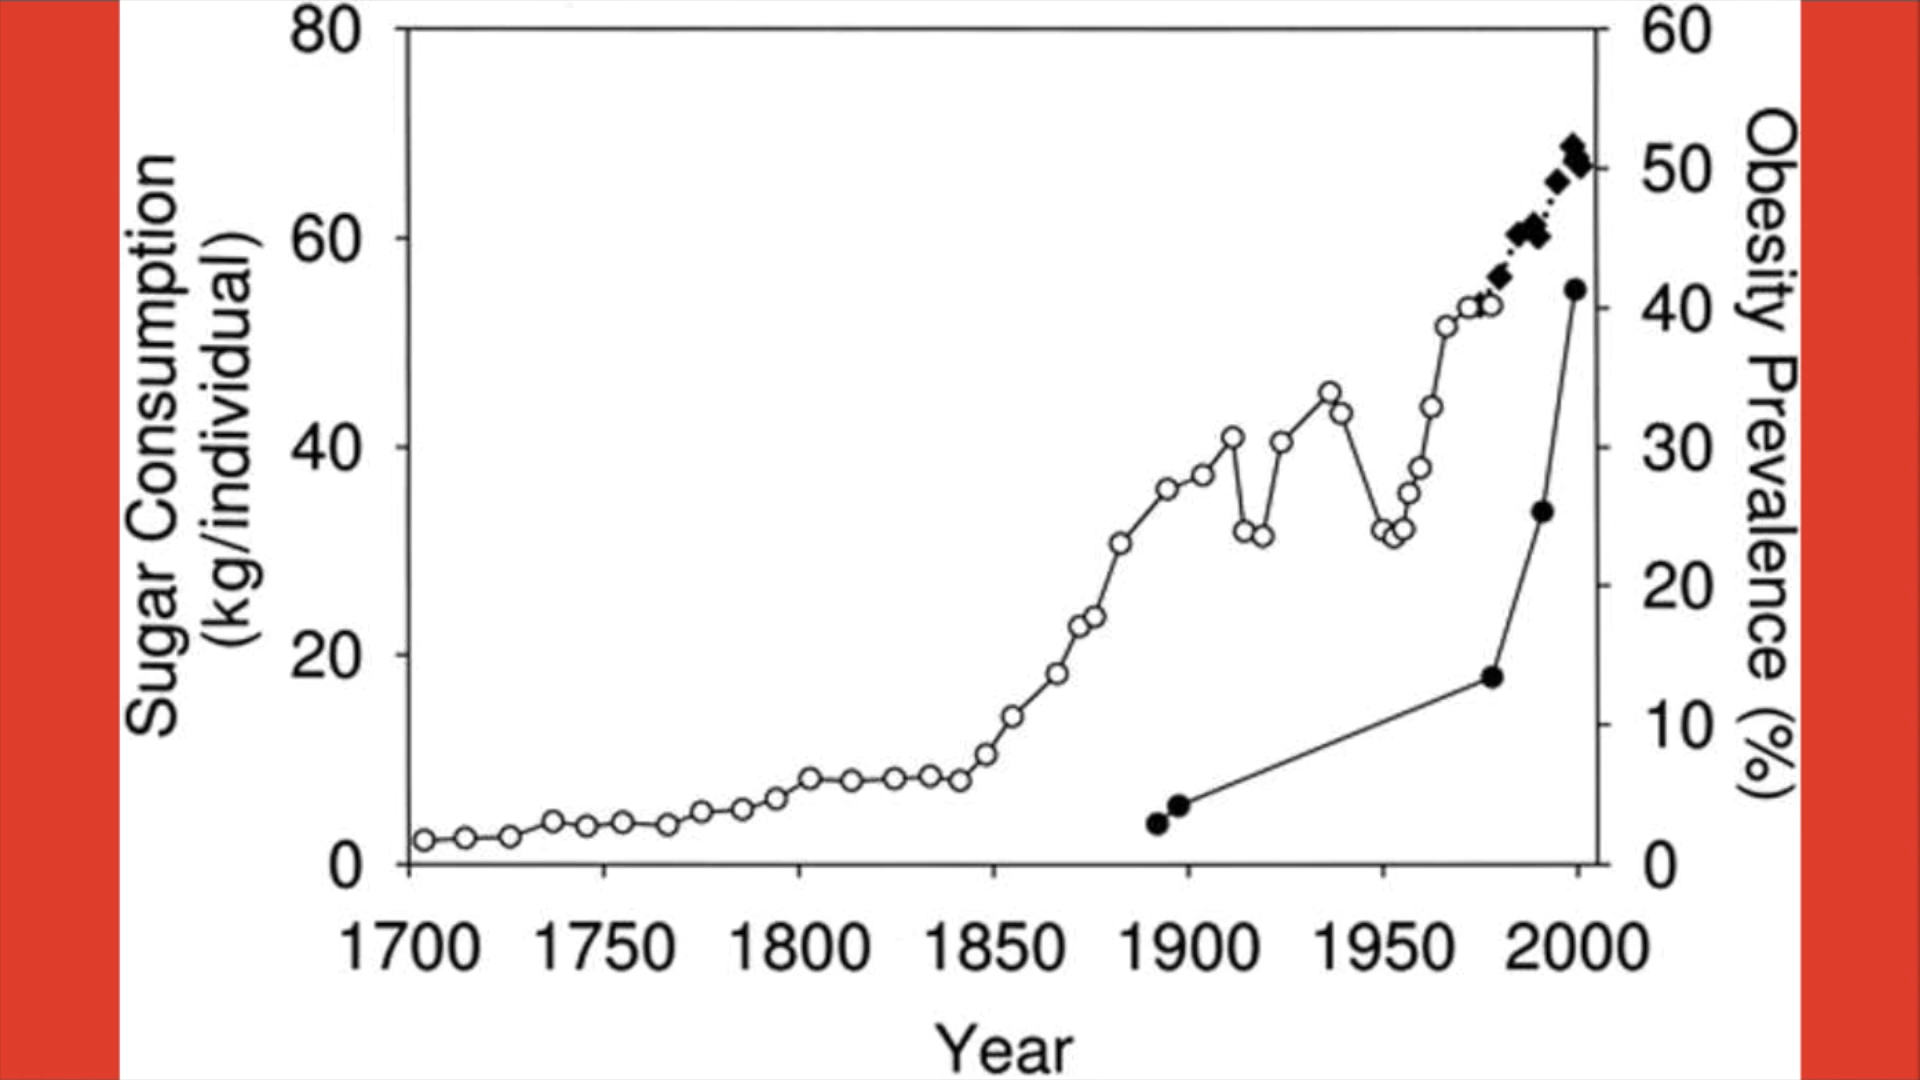 Sugar Consumption
(kg/individual)
80
60
40
20
0
60
50
40
30
20
10
0
Obesity Prevalence (%)
1700 1750 1800 1850 1900 1950 2000
Year